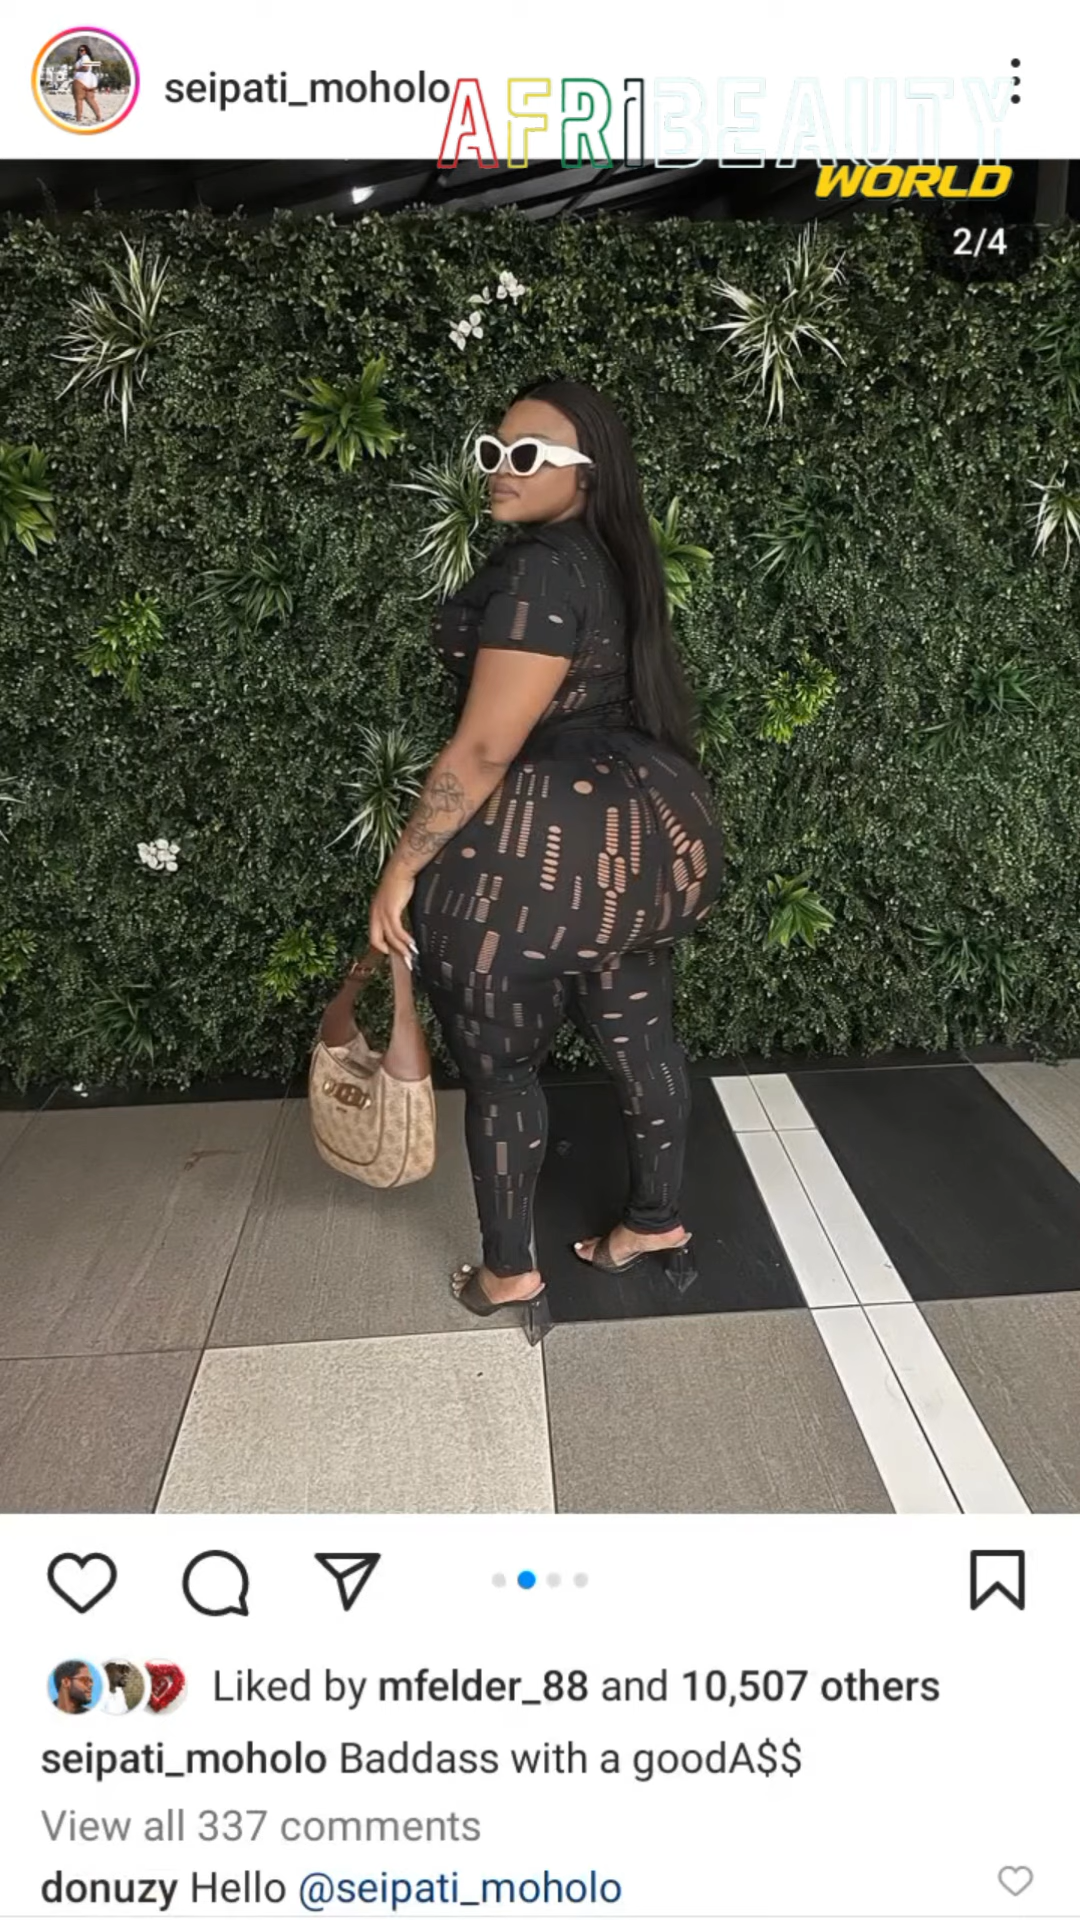 seipati_moholo
AFRiBEAUTY
WORLD
2/4
Liked by mfelder_88 and 10,507 others
seipati_moholo Baddass with a goodA$$
View all 337 comments
donuzy Hello @seipati_moholo